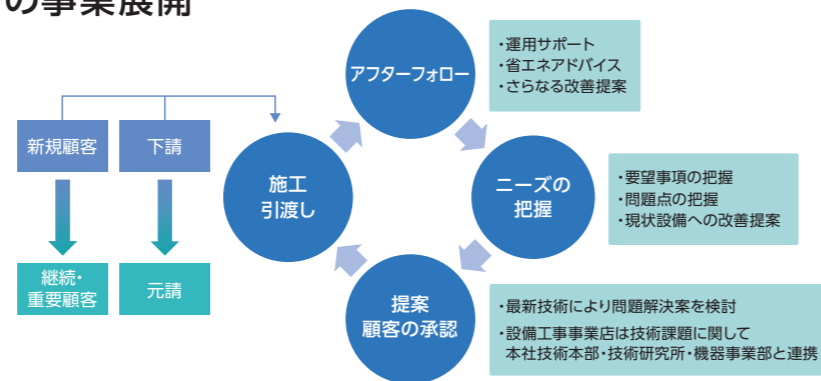 の事業展開
アフターフォロー
・運用サポート
・省エネアドバイス
・さらなる改善提案
新規顧客
下請
施工
引渡し
ニーズの
把握
・要望事項の把握
・問題点の把握
・現状設備への改善提案
継続・
重要顧客
元請
提案
顧客の承認
・最新技術により問題解決案を検討
・設備工事事業店は技術課題に関して
本社技術本部・技術研究所・機器事業部と連携